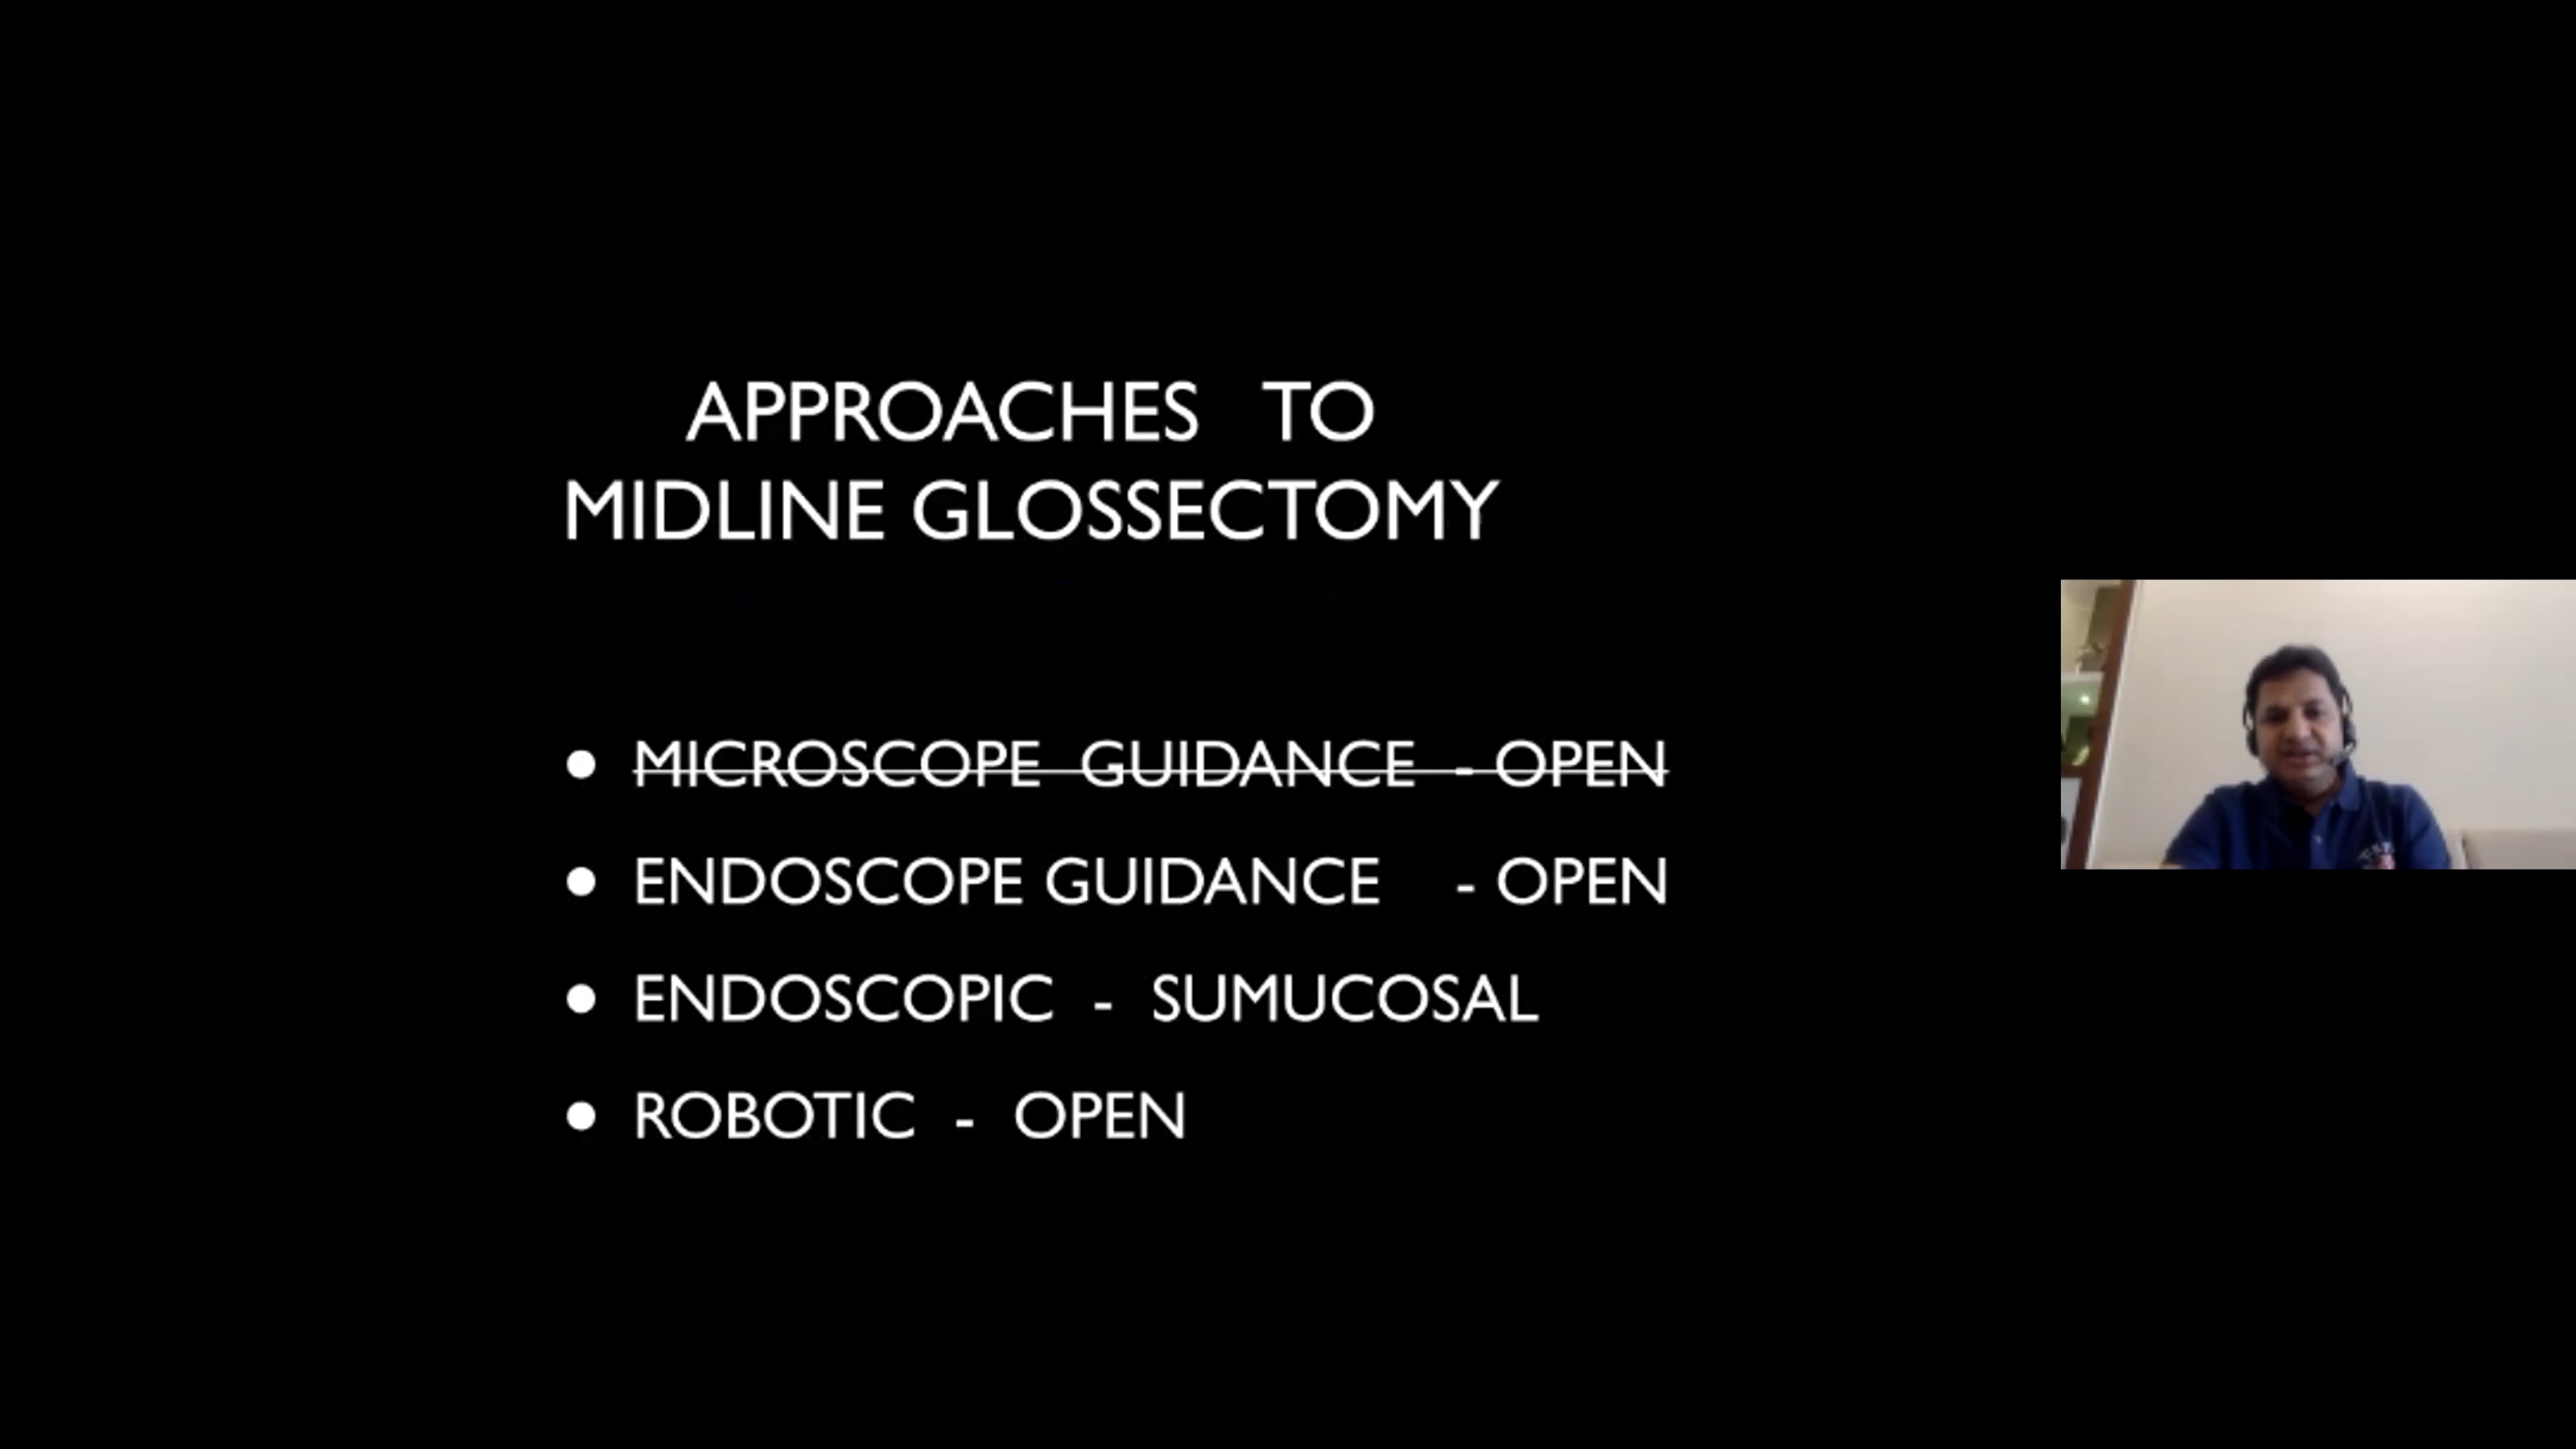 APPROACHES TO
MIDLINE GLOSSECTOMY
MICROSCOPE GUIDANCE - OPEN
ENDOSCOPE GUIDANCE - OPEN
ENDOSCOPIC - SUMUCOSAL
ROBOTIC - OPEN